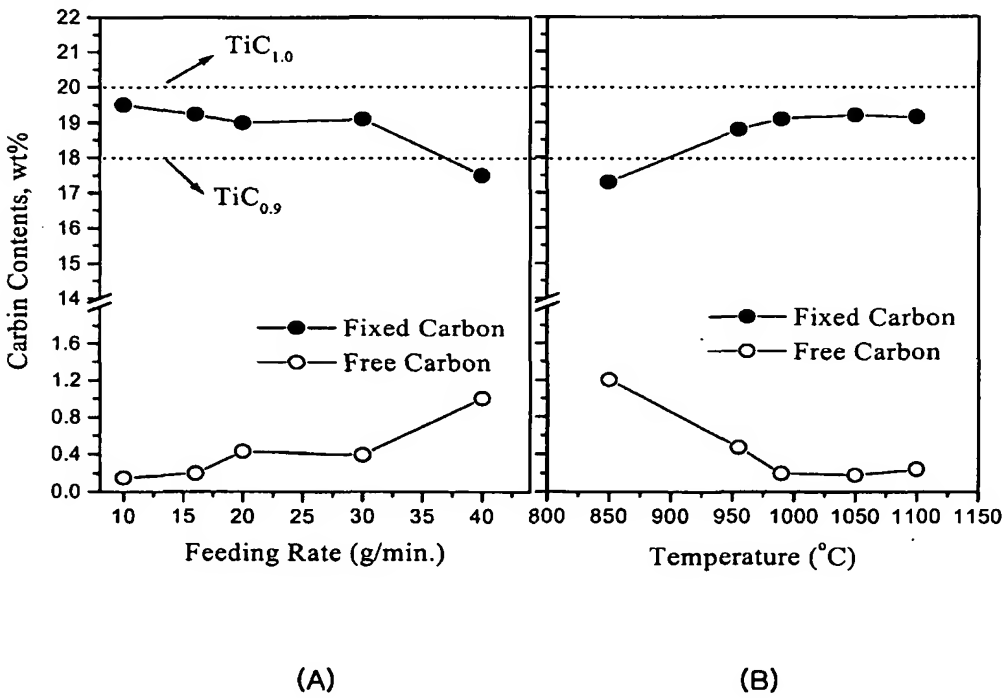 Carbin Contents, wt%
22
21
20
19
18
17
16
15
14
1.6
1.2
0.8
0.4
0.0
TiC1.0
TiC0.9
Fixed Carbon
Free Carbon
10 15 20 25 30 35 40
Feeding Rate (g/min.)
(A)
Fixed Carbon
Free Carbon
800 850 900 950 1000 1050 1100 1150
Temperature (°C)
(B)